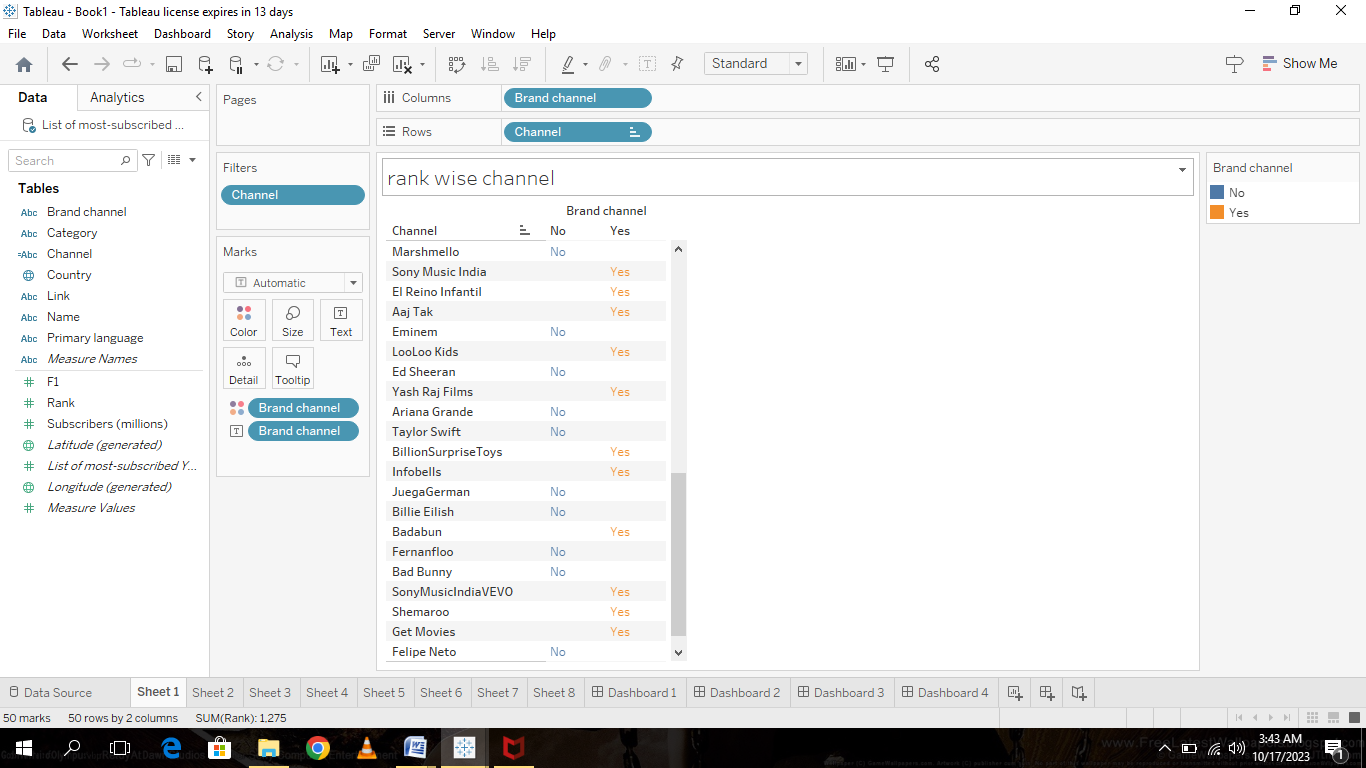 Tableau - Book1 - Tableau license expires in 13 days
File Data Worksheet Dashboard Story Analysis Map Format Server Window Help
Standard
Show Me
Data Analytics
List of most-subscribed ...
Search
Tables
Abc Brand channel
Abc Category
=Abc Channel
Country
Abc Link
Abc Name
Abc Primary language
Abc Measure Names
# F1
# Rank
# Subscribers (millions)
Latitude (generated)
# List of most-subscribed Y...
Longitude (generated)
# Measure Values
Pages
Filters
Channel
Marks
Automatic
Color Size Text
Detail Tooltip
Brand channel
Brand channel
Columns Brand channel
Rows Channel
rank wise channel
Brand channel
Channel No Yes
Marshmello No
Sony Music India Yes
El Reino Infantil Yes
Aaj Tak Yes
Eminem No
LooLoo Kids Yes
Ed Sheeran No
Yash Raj Films Yes
Ariana Grande No
Taylor Swift No
BillionSurpriseToys Yes
Infobells Yes
JuegaGerman No
Billie Eilish No
Badabun Yes
Fernanfloo No
Bad Bunny No
SonyMusicIndiaVEVO Yes
Shemaroo Yes
Get Movies Yes
Felipe Neto No
Brand channel
No
Yes
Data Source Sheet 1 Sheet 2 Sheet 3 Sheet 4 Sheet 5 Sheet 6 Sheet 7 Sheet 8 Dashboard 1 Dashboard 2 Dashboard 3 Dashboard 4
50 marks 50 rows by 2 columns SUM(Rank): 1,275
3:43 AM
10/17/2023
1